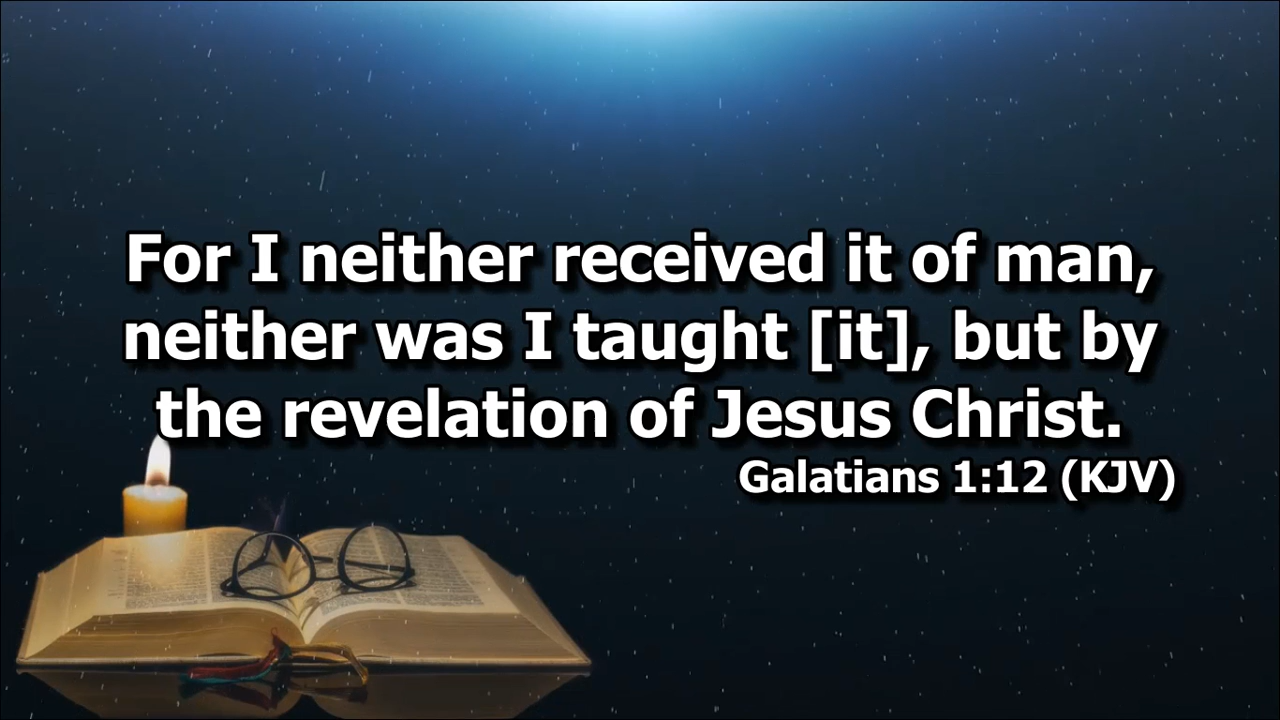 For I neither received it of man,
neither was I taught [it], but by
the revelation of Jesus Christ.
Galatians 1:12 (KJV)